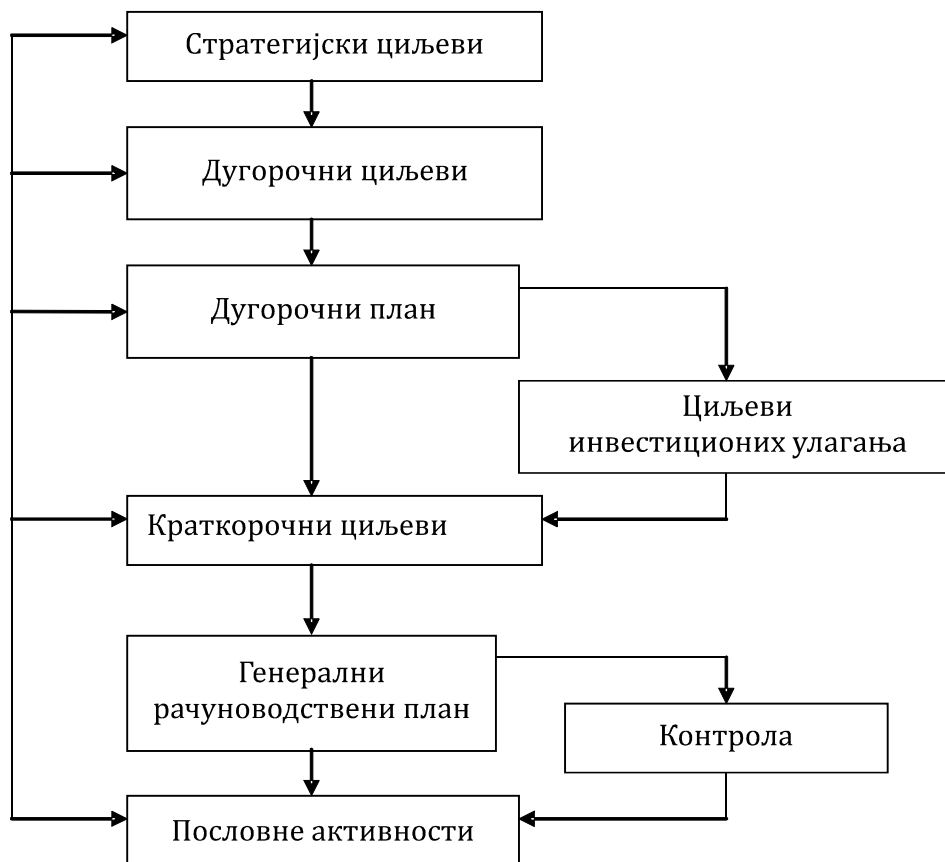 Стратегијски циљеви
Дугорочни циљеви
Дугорочни план
Циљеви
инвестиционих улагања
Краткорочни циљеви
Генерални
рачуноводствени план
Контрола
Пословне активности